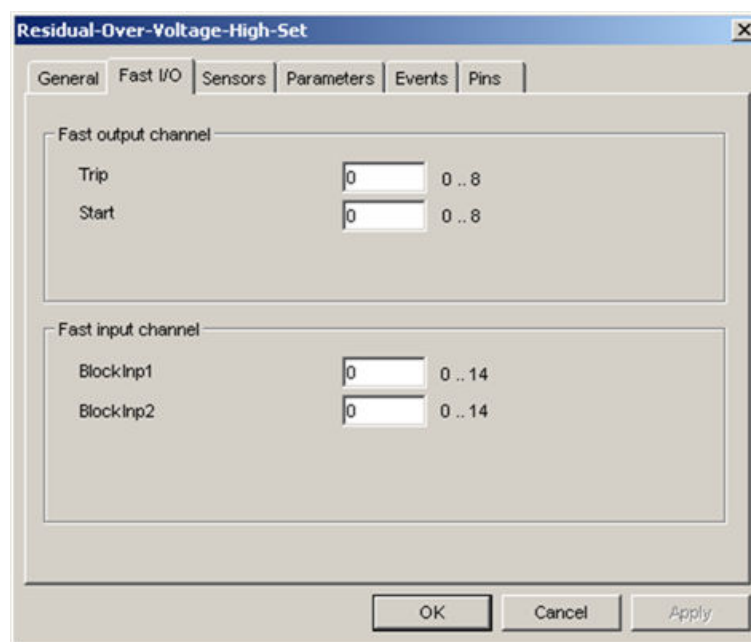 Residual-Over-Voltage-High-Set
General Fast I/O Sensors Parameters Events Pins
Fast output channel
Trip 0 0 .. 8
Start 0 0 .. 8
Fast input channel
BlockInp1 0 0 .. 14
BlockInp2 0 0 .. 14
OK Cancel Apply